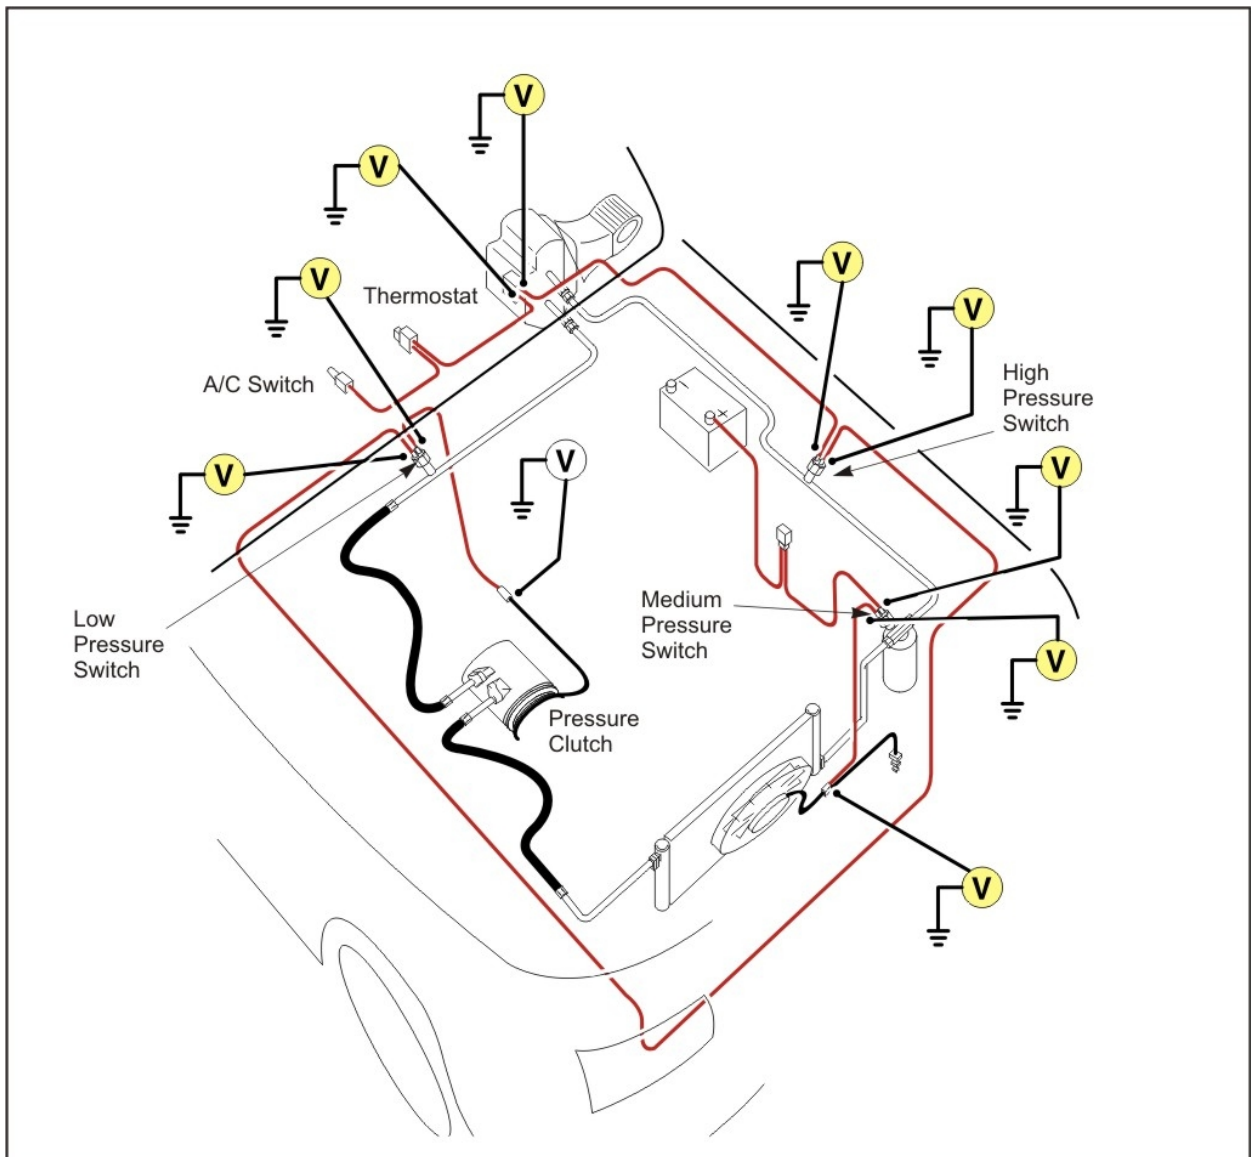 V
V
V
V
Thermostat
V
A/C Switch
High
Pressure
Switch
-
+
V
V
V
Low
Pressure
Switch
Medium
Pressure
Switch
V
Pressure
Clutch
V